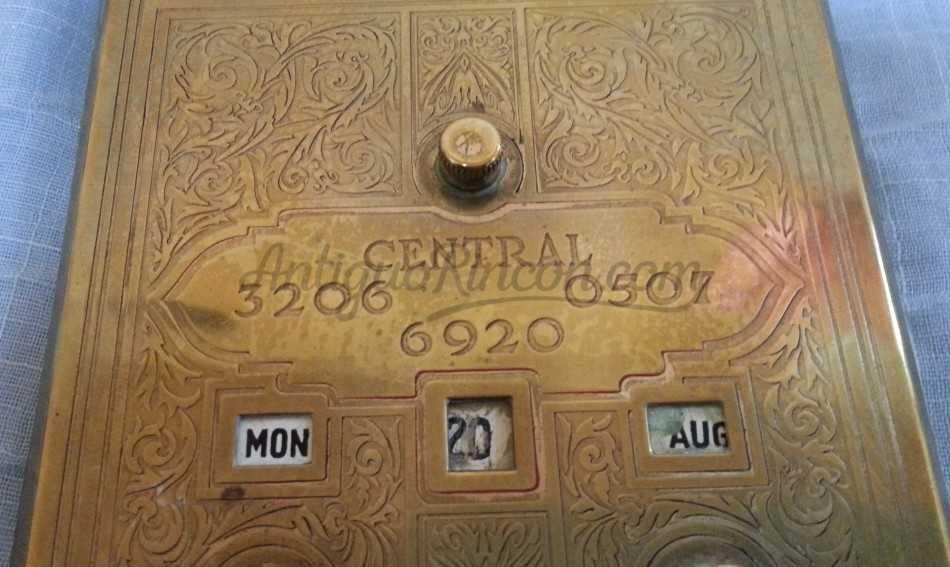 CENTRAL
AntiguoRincon.com
3206 0507
6920
MON 20 AUG